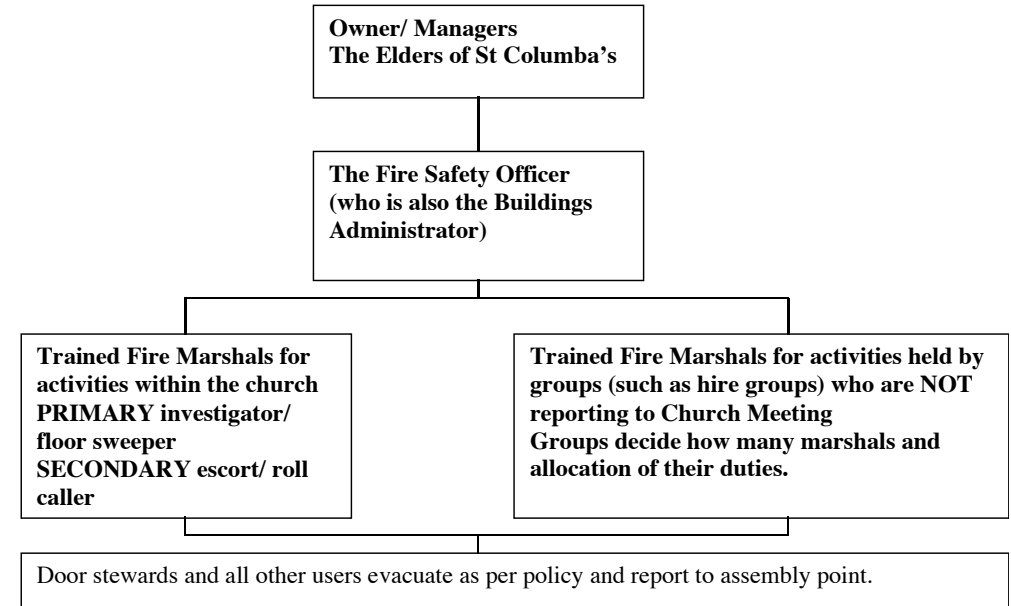 Owner/ Managers
The Elders of St Columba’s
The Fire Safety Officer
(who is also the Buildings
Administrator)
Trained Fire Marshals for
activities within the church
PRIMARY investigator/
floor sweeper
SECONDARY escort/ roll
caller
Trained Fire Marshals for activities held by
groups (such as hire groups) who are NOT
reporting to Church Meeting
Groups decide how many marshals and
allocation of their duties.
Door stewards and all other users evacuate as per policy and report to assembly point.